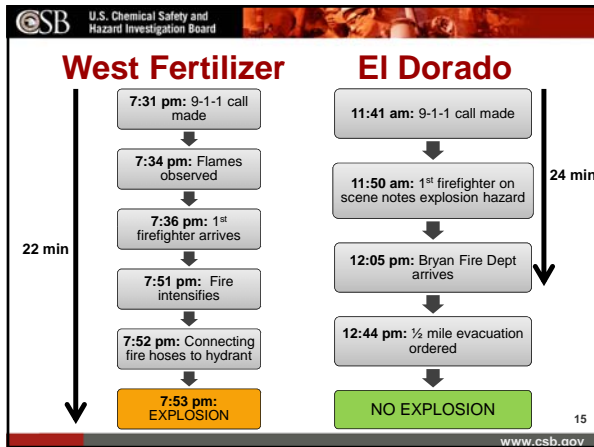 CSB
U.S. Chemical Safety and
Hazard Investigation Board
West Fertilizer
22 min
7:31 pm: 9-1-1 call
made
7:34 pm: Flames
observed
7:36 pm: 1st
firefighter arrives
7:51 pm:  Fire
intensifies
7:52 pm: Connecting
fire hoses to hydrant
7:53 pm:
EXPLOSION
El Dorado
24 min
11:41 am: 9-1-1 call made
11:50 am: 1st firefighter on
scene notes explosion hazard
12:05 pm: Bryan Fire Dept
arrives
12:44 pm: ½ mile evacuation
ordered
NO EXPLOSION
15
www.csb.gov